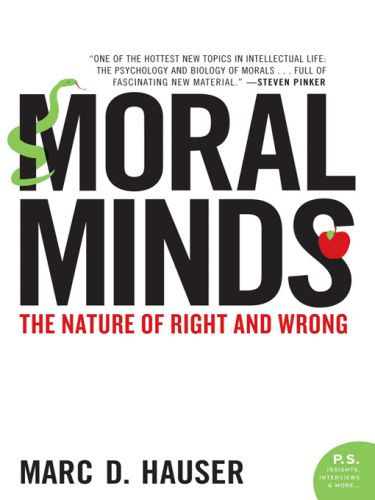 “ONE OF THE HOTTEST NEW TOPICS IN INTELLECTUAL LIFE:
THE PSYCHOLOGY AND BIOLOGY OF MORALS . . . FULL OF
FASCINATING NEW MATERIAL.” —STEVEN PINKER
MORAL
MINDS
THE NATURE OF RIGHT AND WRONG
MARC D. HAUSER
P.S.
INSIGHTS,
INTERVIEWS
& MORE...